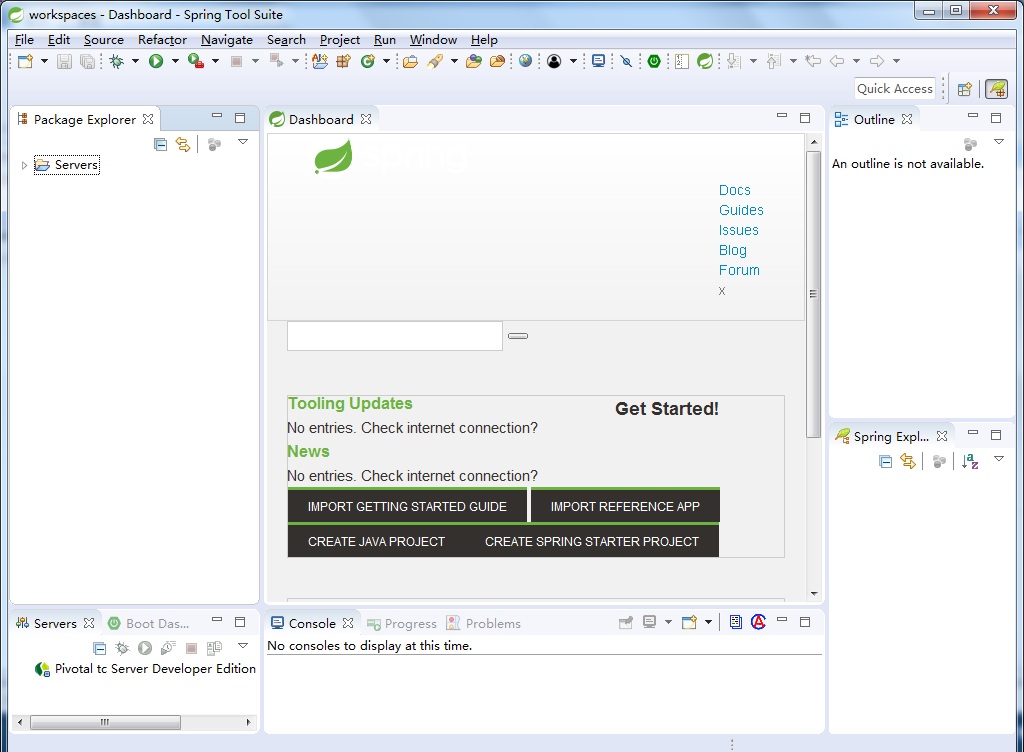 workspaces - Dashboard - Spring Tool Suite
File Edit Source Refactor Navigate Search Project Run Window Help
Quick Access
Package Explorer
Servers
Dashboard
spring
Docs
Guides
Issues
Blog
Forum
x
Tooling Updates
No entries. Check internet connection?
News
No entries. Check internet connection?
Get Started!
IMPORT GETTING STARTED GUIDE
IMPORT REFERENCE APP
CREATE JAVA PROJECT
CREATE SPRING STARTER PROJECT
Outline
An outline is not available.
Spring Expl...
Servers
Boot Das...
Pivotal tc Server Developer Edition
Console
Progress
Problems
No consoles to display at this time.